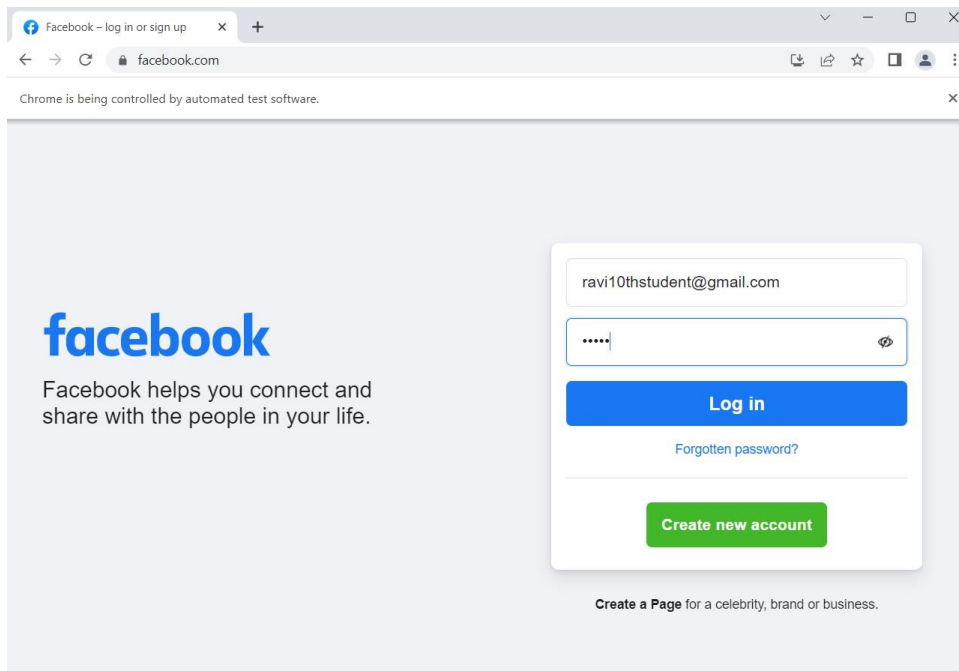 Facebook – log in or sign up
facebook.com
Chrome is being controlled by automated test software.
ravi10thstudent@gmail.com
•••••
facebook
Facebook helps you connect and
share with the people in your life.
Log in
Forgotten password?
Create new account
Create a Page for a celebrity, brand or business.